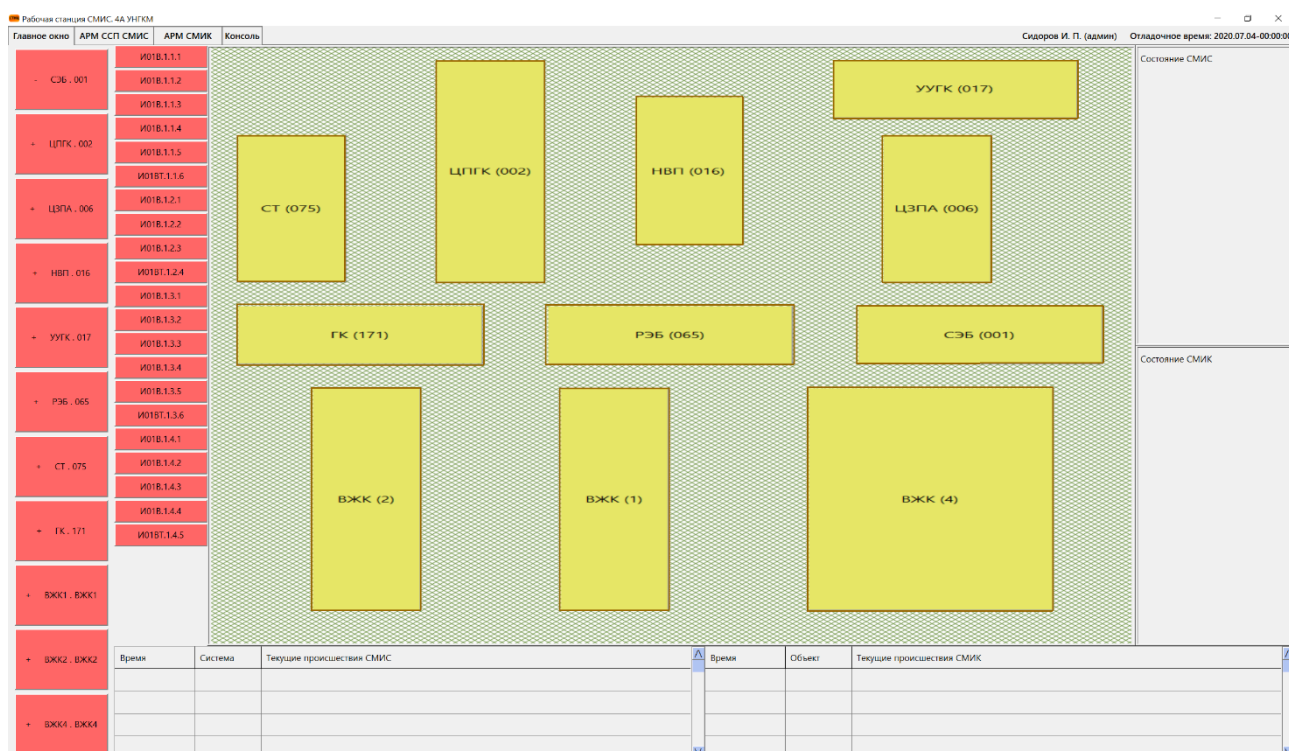 Рабочая станция СМИС. 4А УНГКМ
Главное окно АРМ ССП СМИС АРМ СМИК Консоль Сидоров И. П. (админ) Отладочное время: 2020.07.04-00:00:00
- СЭБ . 001
+ ЦПГК . 002
+ ЦЗПА . 006
+ НВП . 016
+ УУГК . 017
+ РЭБ . 065
+ СТ . 075
+ ГК . 171
+ ВЖК1 . ВЖК1
+ ВЖК2 . ВЖК2
+ ВЖК4 . ВЖК4
И01В.1.1.1
И01В.1.1.2
И01В.1.1.3
И01В.1.1.4
И01В.1.1.5
И01ВТ.1.1.6
И01В.1.2.1
И01В.1.2.2
И01В.1.2.3
И01ВТ.1.2.4
И01В.1.3.1
И01В.1.3.2
И01В.1.3.3
И01В.1.3.4
И01В.1.3.5
И01ВТ.1.3.6
И01В.1.4.1
И01В.1.4.2
И01В.1.4.3
И01В.1.4.4
И01ВТ.1.4.5
УУГК (017)
ЦПГК (002)
НВП (016)
СТ (075)
ЦЗПА (006)
ГК (171)
РЭБ (065)
СЭБ (001)
ВЖК (2)
ВЖК (1)
ВЖК (4)
Состояние СМИС
Состояние СМИК
Время Система Текущие происшествия СМИС
Время Объект Текущие происшествия СМИК